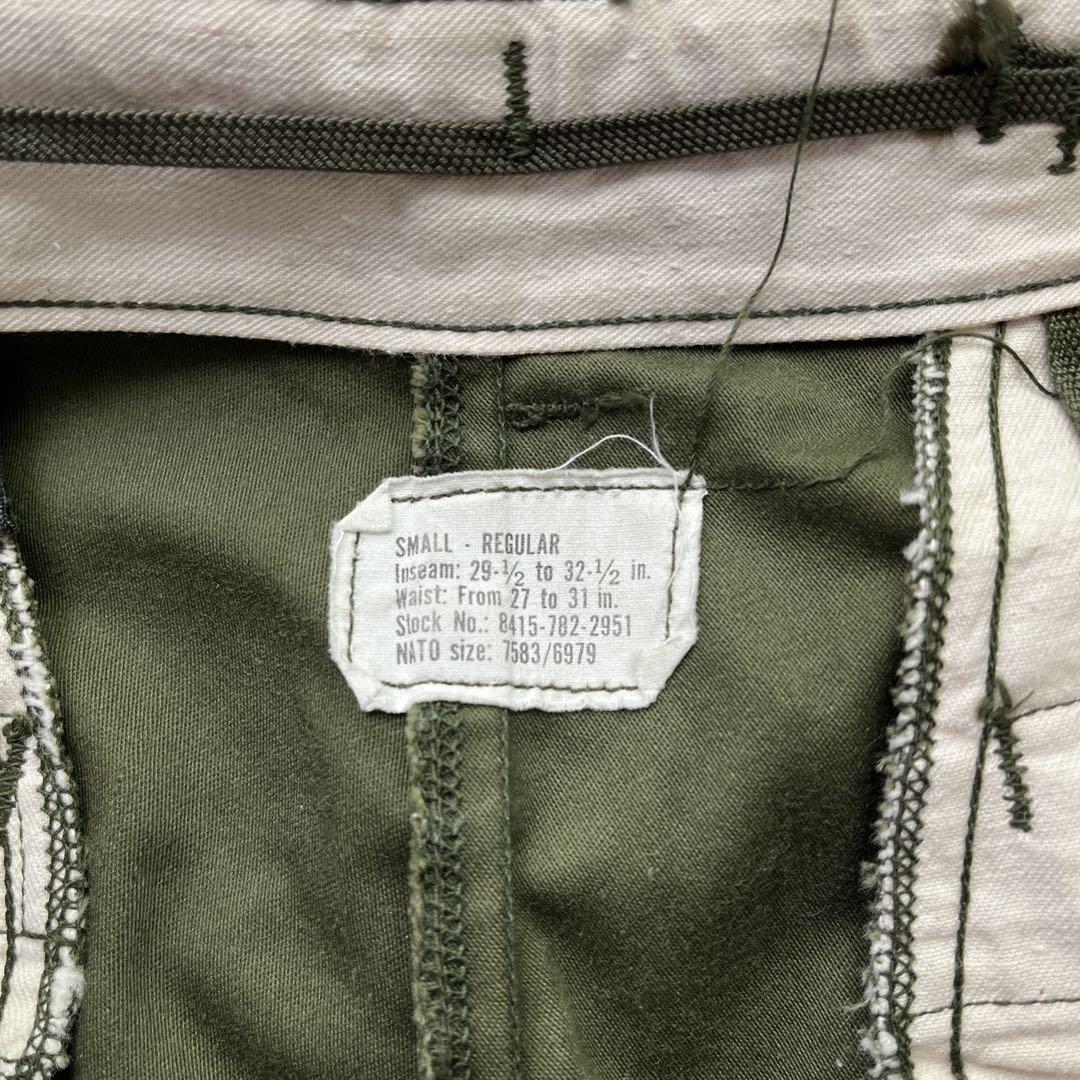 SMALL - REGULAR
Inseam: 29-½ to 32-½ in.
Waist: From 27 to 31 in.
Stock No.: 8415-782-2951
NATO size: 7583/6979